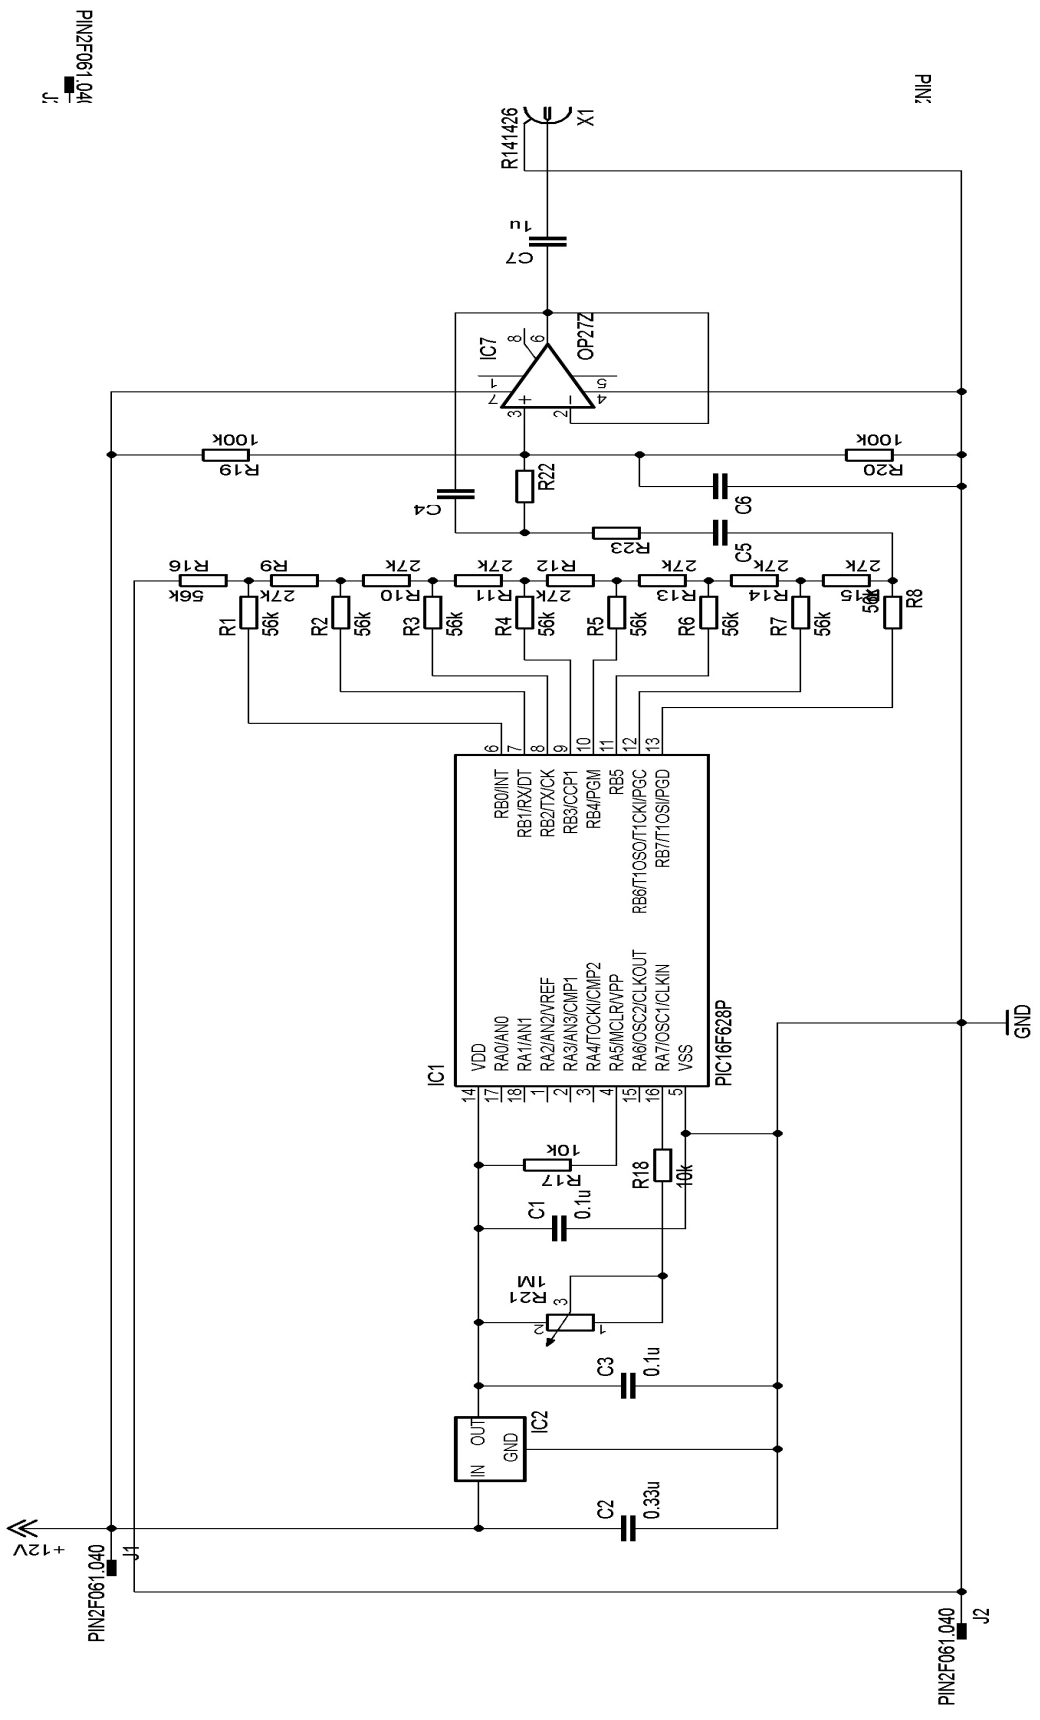 PIN2F061.04
J
PIN
X1
R141426
1u
C7
IC7
OP27Z
8
6
1
7
5
4
3
+
2
−
100k
R19
100k
R20
R22
C4
C6
R23
C5
R16
56k
R9
27k
27k
R10
27k
R11
R12
27k
27k
R13
27k
R14
27k
R15
56k
R1
56k
R2
56k
R3
56k
R4
56k
R5
56k
R6
56k
R7
56k
R8
6
7
8
9
10
11
12
13
RB0/INT
RB1/RX/DT
RB2/TX/CK
RB3/CCP1
RB4/PGM
RB5
RB6/T1OSO/T1CKI/PGC
RB7/T1OSI/PGD
VDD
RA0/AN0
RA1/AN1
RA2/AN2/VREF
RA3/AN3/CMP1
RA4/TOCKI/CMP2
RA5/MCLR/VPP
RA6/OSC2/CLKOUT
RA7/OSC1/CLKIN
VSS
IC1
PIC16F628P
14
17
18
1
2
3
4
15
16
5
GND
10k
R17
R18
10k
C1
0.1u
R21
1M
3
2
1
C3
0.1u
IC2
OUT
GND
IN
C2
0.33u
+12V
PIN2F061.040
J1
PIN2F061.040
J2